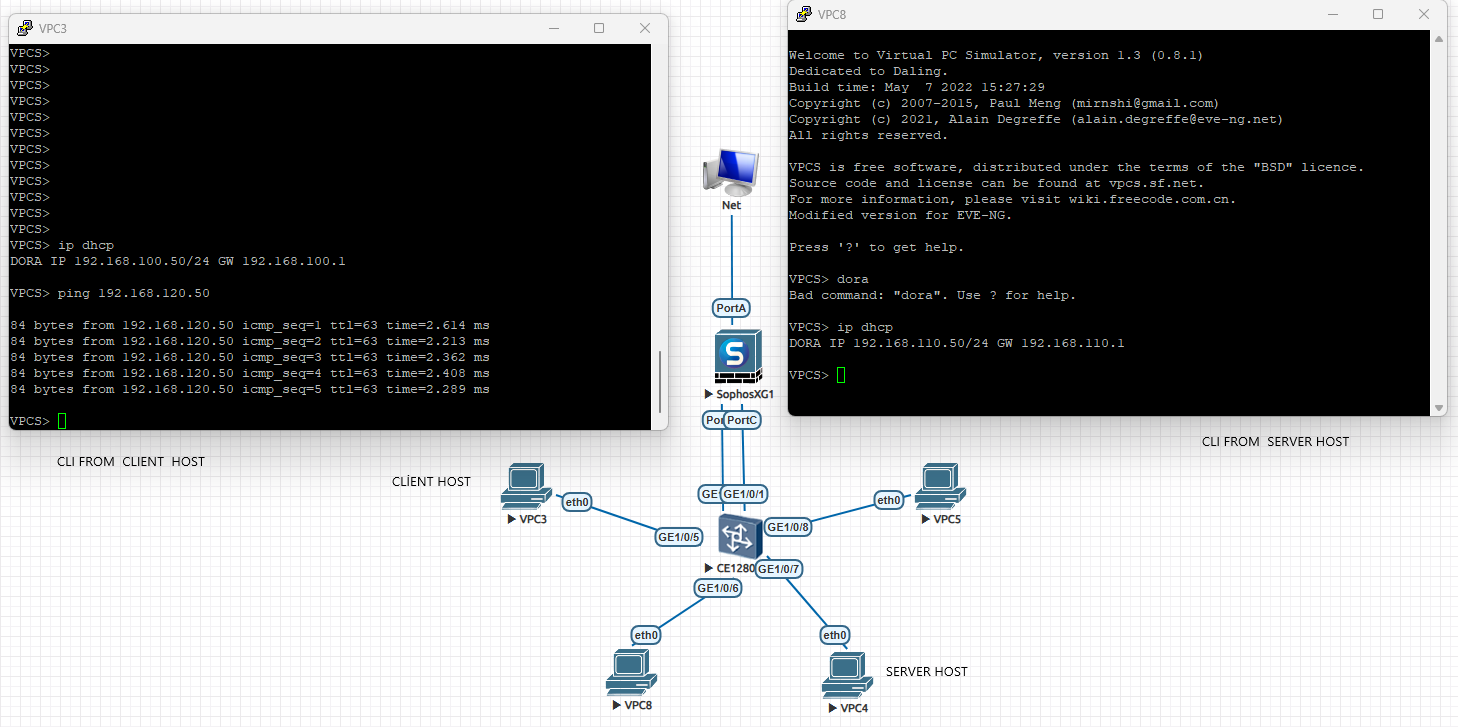 VPC3
VPCS>
VPCS>
VPCS>
VPCS>
VPCS>
VPCS>
VPCS>
VPCS>
VPCS>
VPCS>
VPCS>
VPCS>
VPCS> ip dhcp
DORA IP 192.168.100.50/24 GW 192.168.100.1
VPCS> ping 192.168.120.50
84 bytes from 192.168.120.50 icmp_seq=1 ttl=63 time=2.614 ms
84 bytes from 192.168.120.50 icmp_seq=2 ttl=63 time=2.213 ms
84 bytes from 192.168.120.50 icmp_seq=3 ttl=63 time=2.362 ms
84 bytes from 192.168.120.50 icmp_seq=4 ttl=63 time=2.408 ms
84 bytes from 192.168.120.50 icmp_seq=5 ttl=63 time=2.289 ms
VPCS>
CLI FROM CLIENT HOST
VPC8
Welcome to Virtual PC Simulator, version 1.3 (0.8.1)
Dedicated to Daling.
Build time: May 7 2022 15:27:29
Copyright (c) 2007-2015, Paul Meng (mirnshi@gmail.com)
Copyright (c) 2021, Alain Degreffe (alain.degreffe@eve-ng.net)
All rights reserved.
VPCS is free software, distributed under the terms of the "BSD" licence.
Source code and license can be found at vpcs.sf.net.
For more information, please visit wiki.freecode.com.cn.
Modified version for EVE-NG.
Press '?' to get help.
VPCS> dora
Bad command: "dora". Use ? for help.
VPCS> ip dhcp
DORA IP 192.168.110.50/24 GW 192.168.110.1
VPCS>
CLI FROM SERVER HOST
Net
PortA
S
SophosXG1
Por
PortC
CLİENT HOST
eth0
VPC3
GE
GE1/0/1
GE1/0/5
GE1/0/8
eth0
VPC5
CE1280
GE1/0/7
GE1/0/6
eth0
VPC8
eth0
VPC4
SERVER HOST